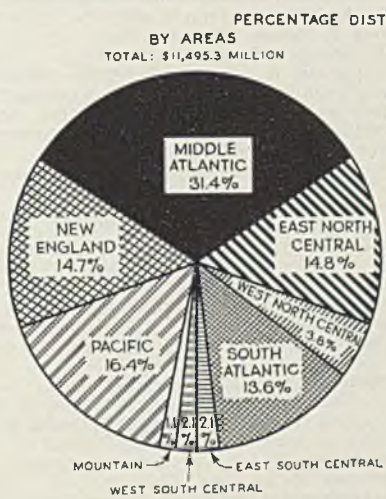 PERCENTAGE DIST
BY AREAS
TOTAL: $11,495.3 MILLION
MIDDLE
ATLANTIC
31.4%
NEW
ENGLAND
14.7%
EAST NORTH
CENTRAL
14.8%
WEST NORTH CENTRAL
3.8%
PACIFIC
16.4%
SOUTH
ATLANTIC
13.6%
2.1
%
%
%
MOUNTAIN
EAST SOUTH CENTRAL
WEST SOUTH CENTRAL